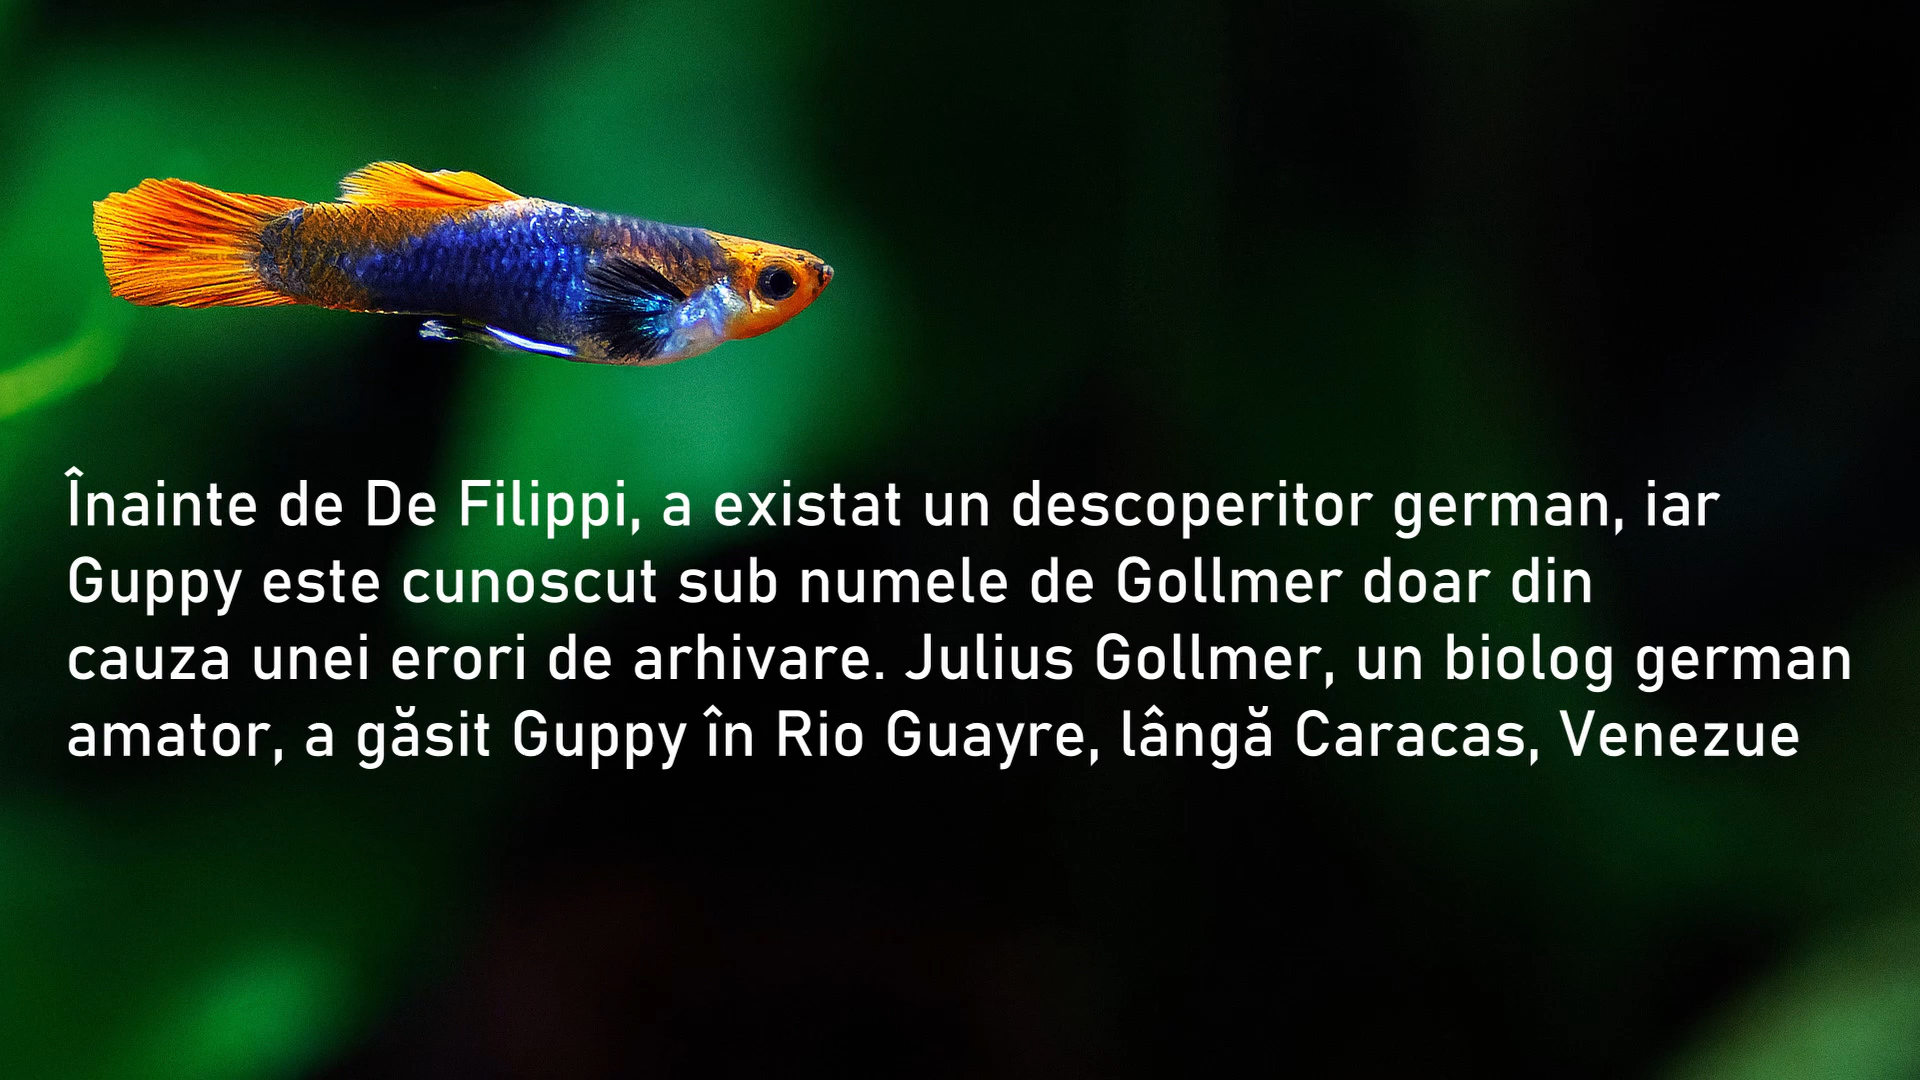 Înainte de De Filippi, a existat un descoperitor german, iar
Guppy este cunoscut sub numele de Gollmer doar din
cauza unei erori de arhivare. Julius Gollmer, un biolog german
amator, a găsit Guppy în Rio Guayre, lângă Caracas, Venezue